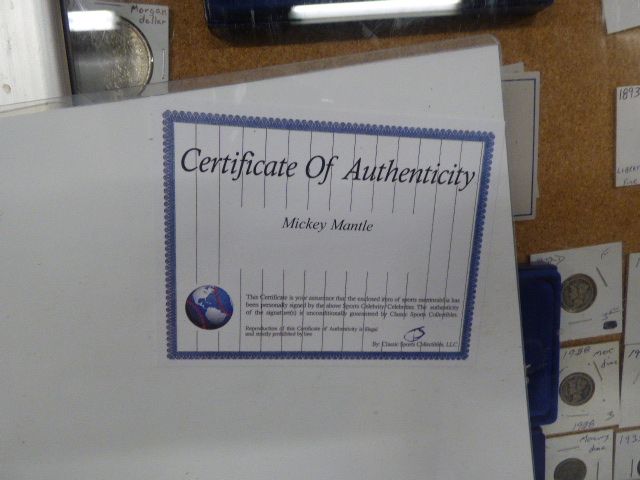 Morgan
dollar
Certificate Of Authenticity
Mickey Mantle
This Certificate is your assurance that the enclosed item of sports memorabilia has
been personally signed by the above Sports Celebrity/Celebrities. The authenticity
of the signature(s) is unconditionally guaranteed by Classic Sports Collectibles.
Reproduction of this Certificate of Authenticity is illegal
and strictly prohibited by law
By: Classic Sports Collectibles, LLC
1893
Mercury
dime